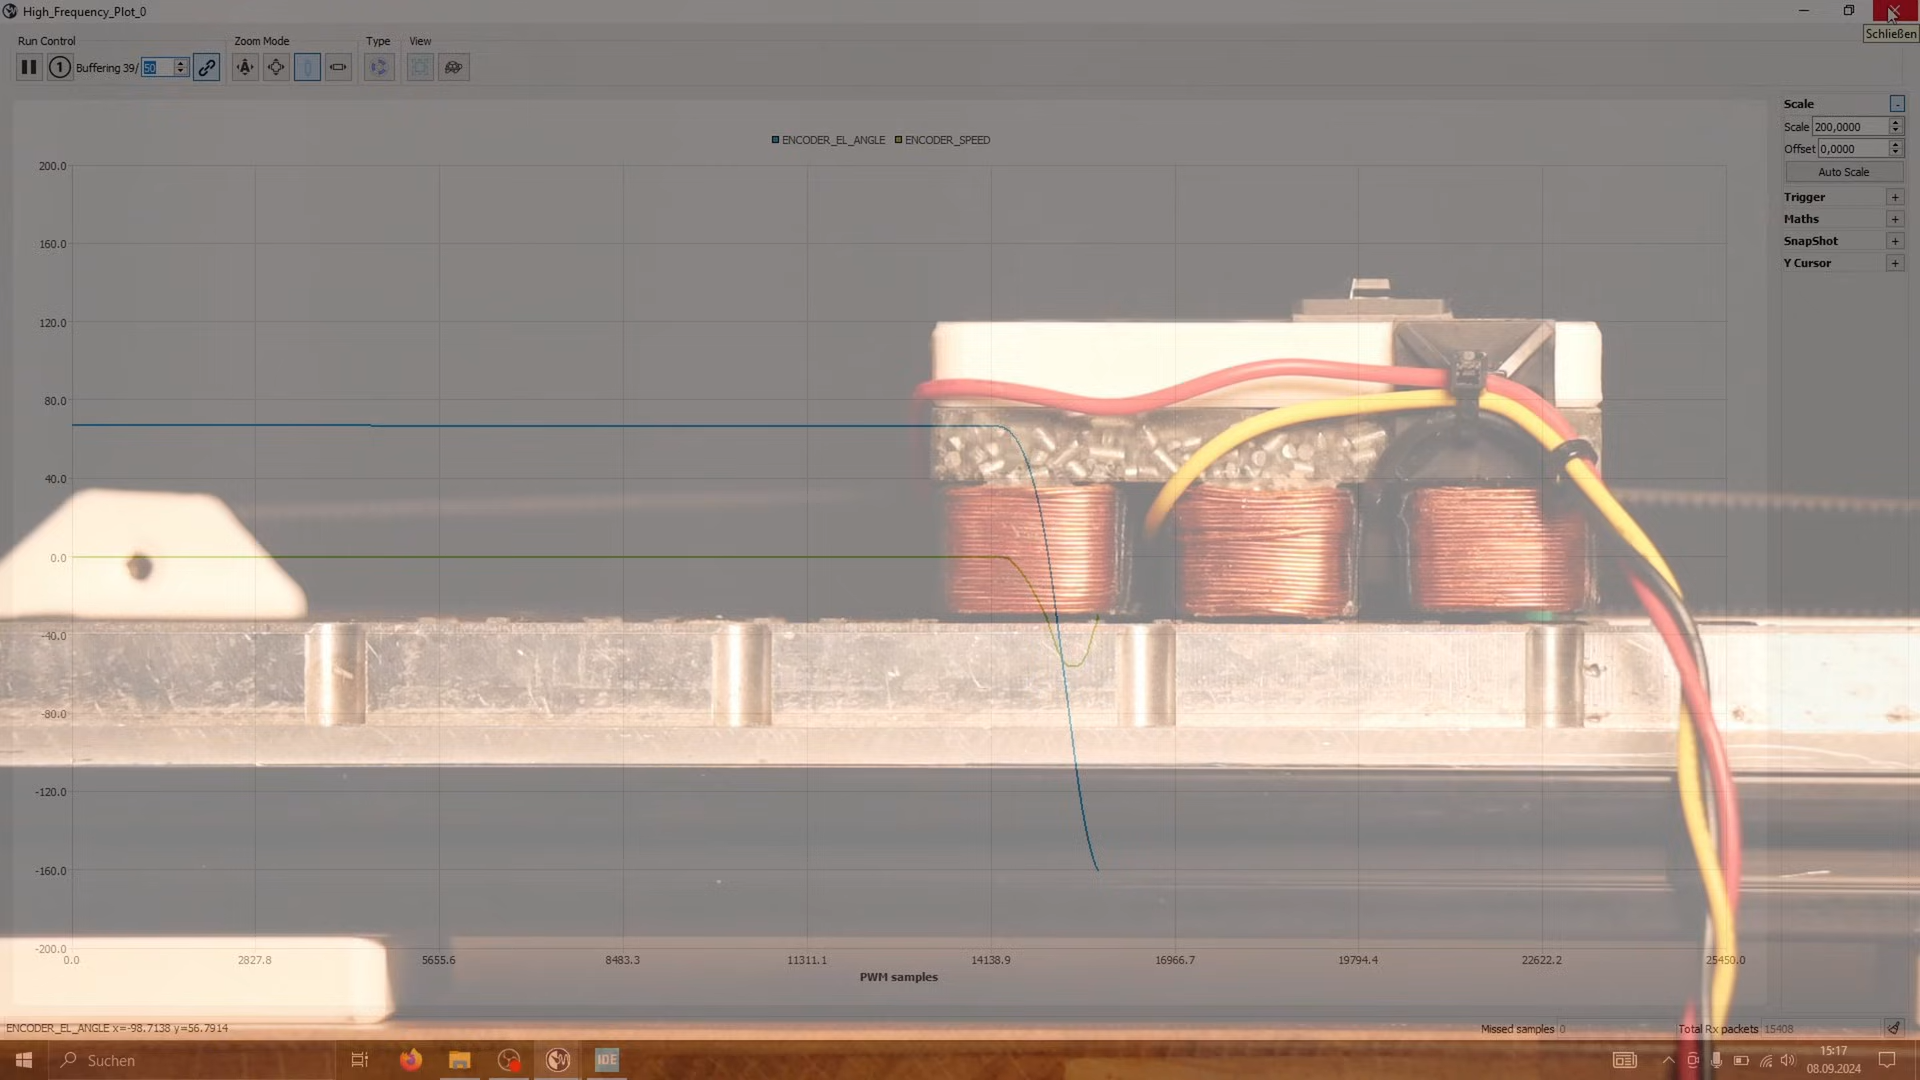 High_Frequency_Plot_0
Schließen
Run Control
Zoom Mode
Type
View
1
Buffering 39/ 50
A
ENCODER_EL_ANGLE
ENCODER_SPEED
Scale
-
Scale 200,0000
Offset 0,0000
Auto Scale
Trigger +
Maths +
SnapShot +
Y Cursor +
200.0
160.0
120.0
80.0
40.0
0.0
-40.0
-80.0
-120.0
-160.0
-200.0
0.0
2827.8
5655.6
8483.3
11311.1
14138.9
16966.7
19794.4
22622.2
25450.0
PWM samples
ENCODER_EL_ANGLE x=-98.7138 y=56.7914
Missed samples 0
Total Rx packets 15408
Suchen
IDE
15:17
08.09.2024